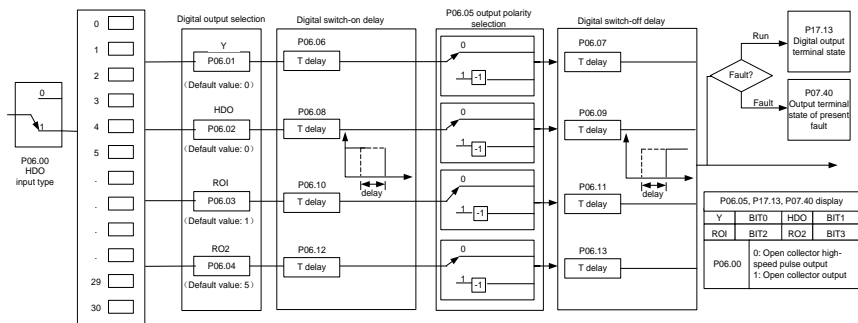 Digital output selection
Digital switch-on delay
P06.05 output polarity
selection
Digital switch-off delay
0
1
2
3
4
5
.
.
.
.
29
30
0
1
P06.00
HDO
input type
Y
P06.01
(Default value: 0)
HDO
P06.02
(Default value: 0)
ROI
P06.03
(Default value: 1)
RO2
P06.04
(Default value: 5)
P06.06
T delay
P06.08
T delay
delay
P06.10
T delay
P06.12
T delay
0
1
-1
0
1
-1
0
1
-1
0
1
-1
P06.07
T delay
P06.09
T delay
delay
P06.11
T delay
P06.13
T delay
Run
Fault?
Fault
P17.13
Digital output
terminal state
P07.40
Output terminal
state of present
fault
P06.05, P17.13, P07.40 display
Y BIT0 HDO BIT1
ROI BIT2 RO2 BIT3
P06.00
0: Open collector high-
speed pulse output
1: Open collector output